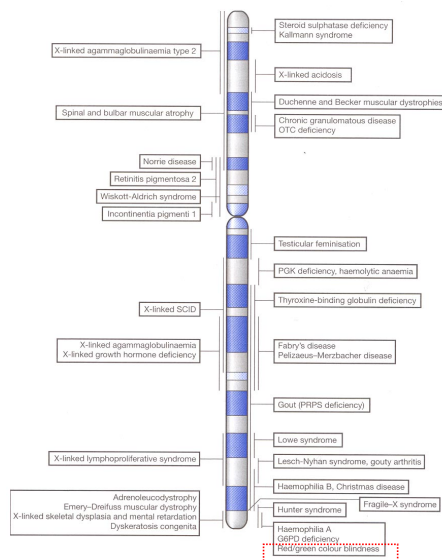 Steroid sulphatase deficiency
Kallmann syndrome
X-linked agammaglobulinaemia type 2
X-linked acidosis
Duchenne and Becker muscular dystrophies
Spinal and bulbar muscular atrophy
Chronic granulomatous disease
OTC deficiency
Norrie disease
Retinitis pigmentosa 2
Wiskott-Aldrich syndrome
Incontinentia pigmenti 1
Testicular feminisation
PGK deficiency, haemolytic anaemia
Thyroxine-binding globulin deficiency
X-linked SCID
X-linked agammaglobulinaemia
X-linked growth hormone deficiency
Fabry's disease
Pelizaeus–Merzbacher disease
Gout (PRPS deficiency)
Lowe syndrome
X-linked lymphoproliferative syndrome
Lesch-Nyhan syndrome, gouty arthritis
Haemophilia B, Christmas disease
Fragile–X syndrome
Hunter syndrome
Adrenoleucodystrophy
Emery–Dreifuss muscular dystrophy
X-linked skeletal dysplasia and mental retardation
Dyskeratosis congenita
Haemophilia A
G6PD deficiency
Red/green colour blindness